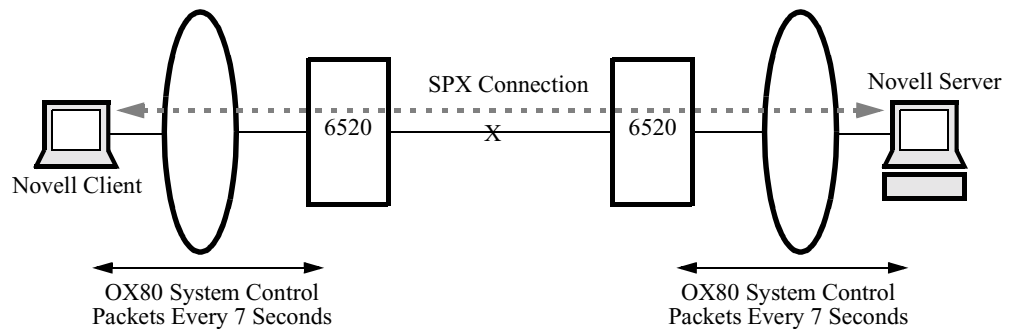 SPX Connection
Novell Server
6520
6520
X
Novell Client
OX80 System Control
Packets Every 7 Seconds
OX80 System Control
Packets Every 7 Seconds